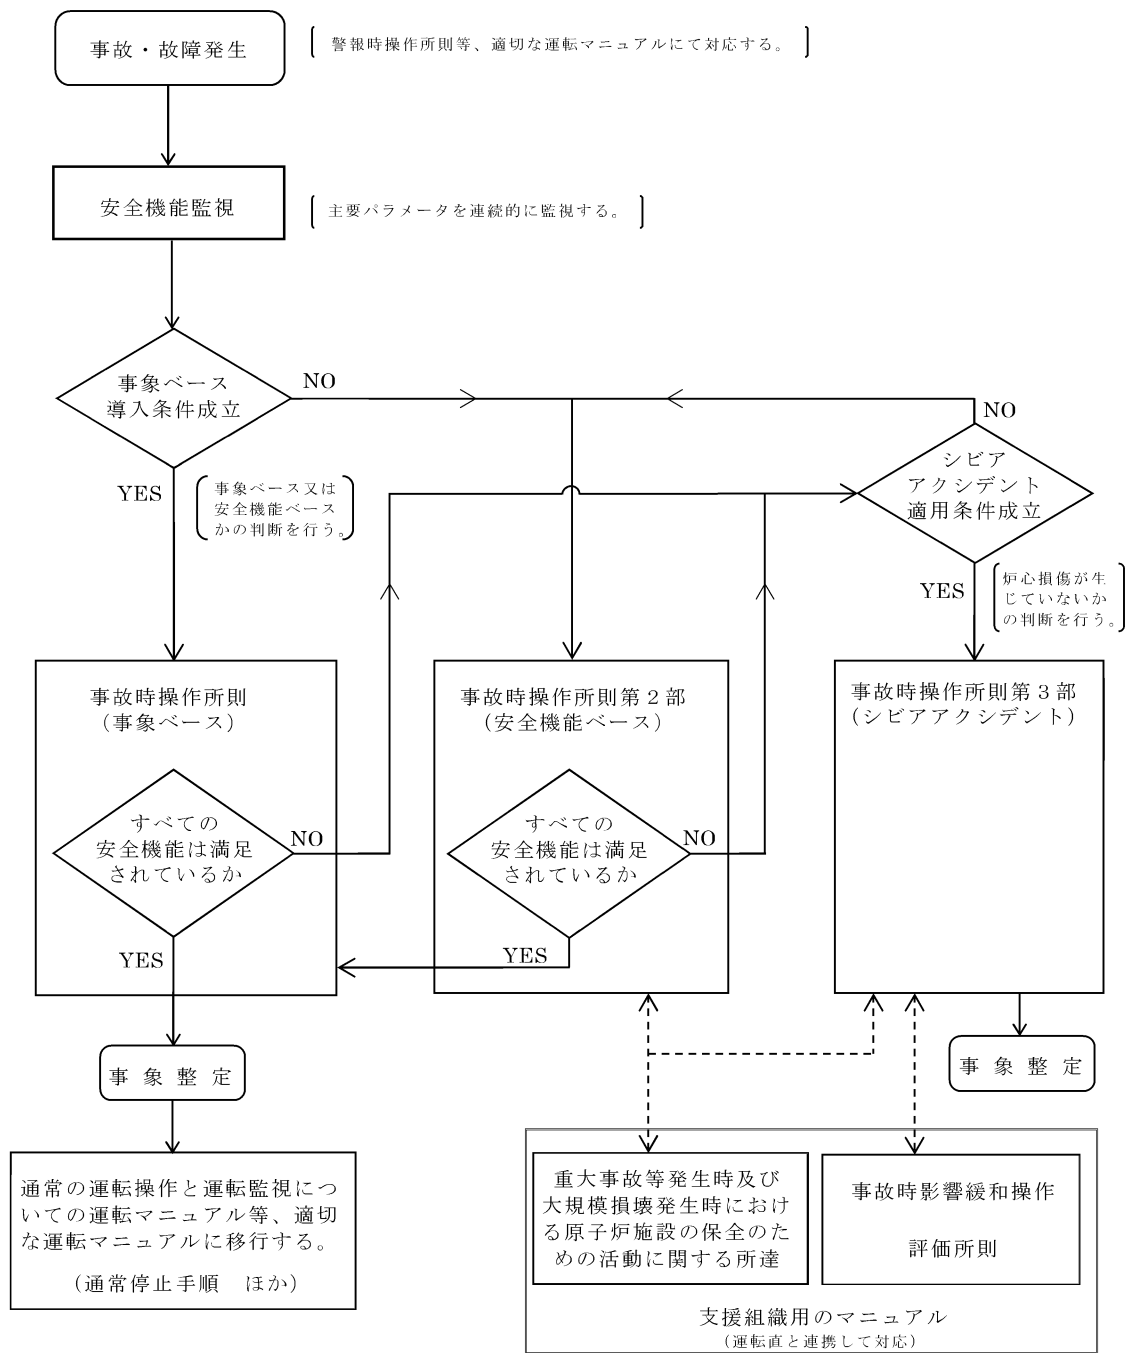 事故・故障発生
警報時操作所則等、適切な運転マニュアルにて対応する。
安全機能監視
主要パラメータを連続的に監視する。
事象ベース
導入条件成立
NO
YES
事象ベース又は
安全機能ベース
かの判断を行う。
NO
シビア
アクシデント
適用条件成立
YES
炉心損傷が生
じていないか
の判断を行う。
事故時操作所則
（事象ベース）
すべての
安全機能は満足
されているか
NO
YES
事故時操作所則第２部
（安全機能ベース）
すべての
安全機能は満足
されているか
NO
YES
事故時操作所則第３部
（シビアアクシデント）
事象整定
事象整定
通常の運転操作と運転監視につ
いての運転マニュアル等、適切
な運転マニュアルに移行する。
（通常停止手順　ほか）
重大事故等発生時及び
大規模損壊発生時におけ
る原子炉施設の保全のた
めの活動に関する所達
事故時影響緩和操作
評価所則
支援組織用のマニュアル
（運転直と連携して対応）